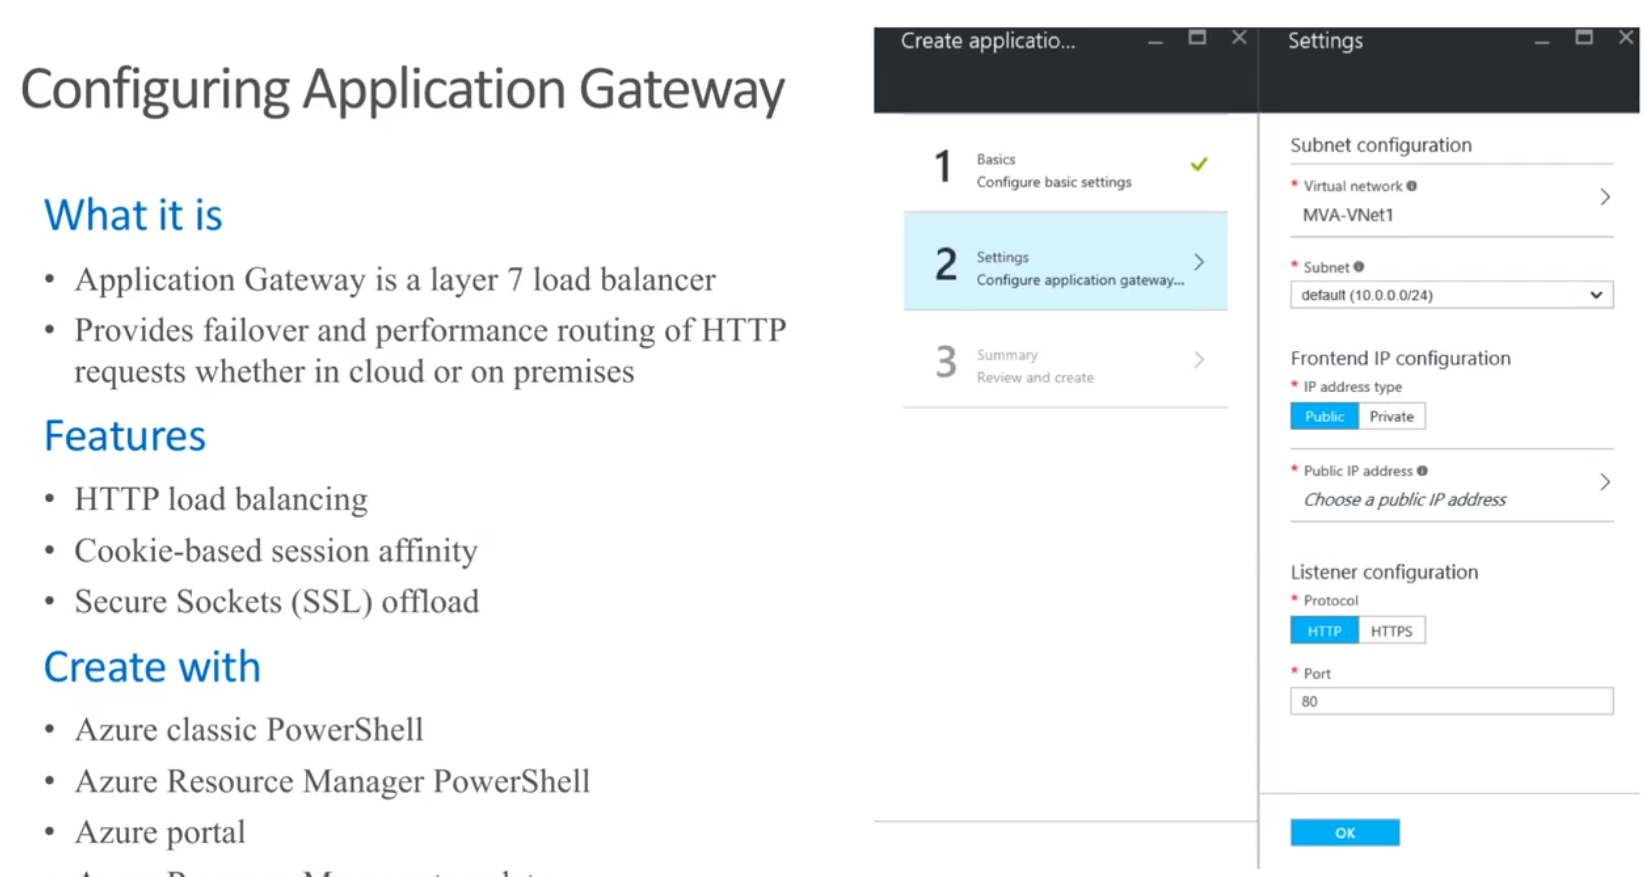 Configuring Application Gateway
What it is
• Application Gateway is a layer 7 load balancer
• Provides failover and performance routing of HTTP
requests whether in cloud or on premises
Features
• HTTP load balancing
• Cookie-based session affinity
• Secure Sockets (SSL) offload
Create with
• Azure classic PowerShell
• Azure Resource Manager PowerShell
• Azure portal
Create applicatio...
1
Basics
Configure basic settings
2
Settings
Configure application gateway...
3
Summary
Review and create
Settings
Subnet configuration
* Virtual network
MVA-VNet1
* Subnet
default (10.0.0.0/24)
Frontend IP configuration
* IP address type
Public Private
* Public IP address
Choose a public IP address
Listener configuration
* Protocol
HTTP HTTPS
* Port
80
OK